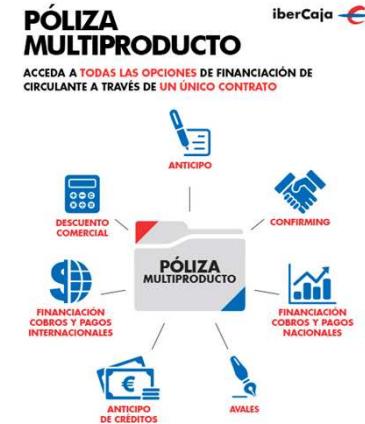 PÓLIZA
MULTIPRODUCTO
iberCaja
ACCEDA A TODAS LAS OPCIONES DE FINANCIACIÓN DE
CIRCULANTE A TRAVÉS DE UN ÚNICO CONTRATO
ANTICIPO
DESCUENTO
COMERCIAL
CONFIRMING
PÓLIZA
MULTIPRODUCTO
FINANCIACIÓN
COBROS Y PAGOS
INTERNACIONALES
FINANCIACIÓN
COBROS Y PAGOS
NACIONALES
€
ANTICIPO
DE CRÉDITOS
AVALES